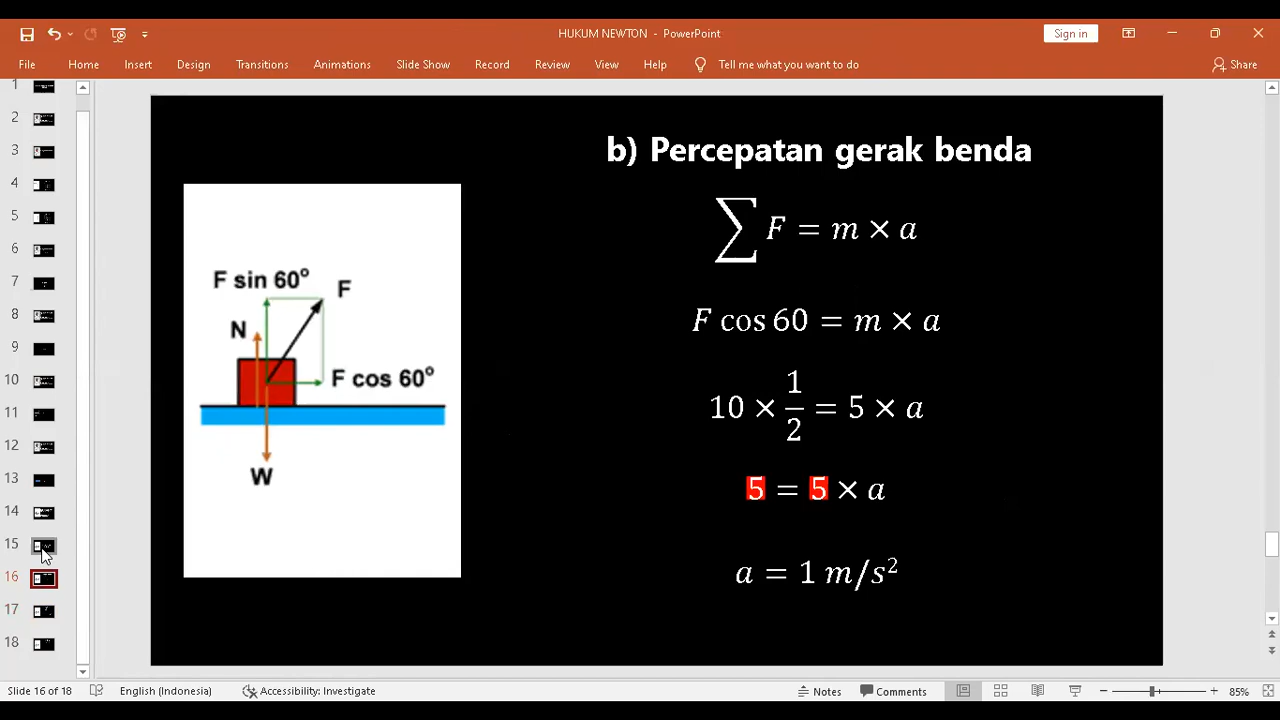 HUKUM NEWTON - PowerPoint
Sign in
File Home Insert Design Transitions Animations Slide Show Record Review View Help Tell me what you want to do Share
1
2
3
4
5
6
7
8
9
10
11
12
13
14
15
16
17
18
b) Percepatan gerak benda
∑ F = m × a
F cos 60 = m × a
10 × 1/2 = 5 × a
5 = 5 × a
a = 1 m/s²
F sin 60°
F
N
F cos 60°
W
Slide 16 of 18 English (Indonesia) Accessibility: Investigate Notes Comments 85%